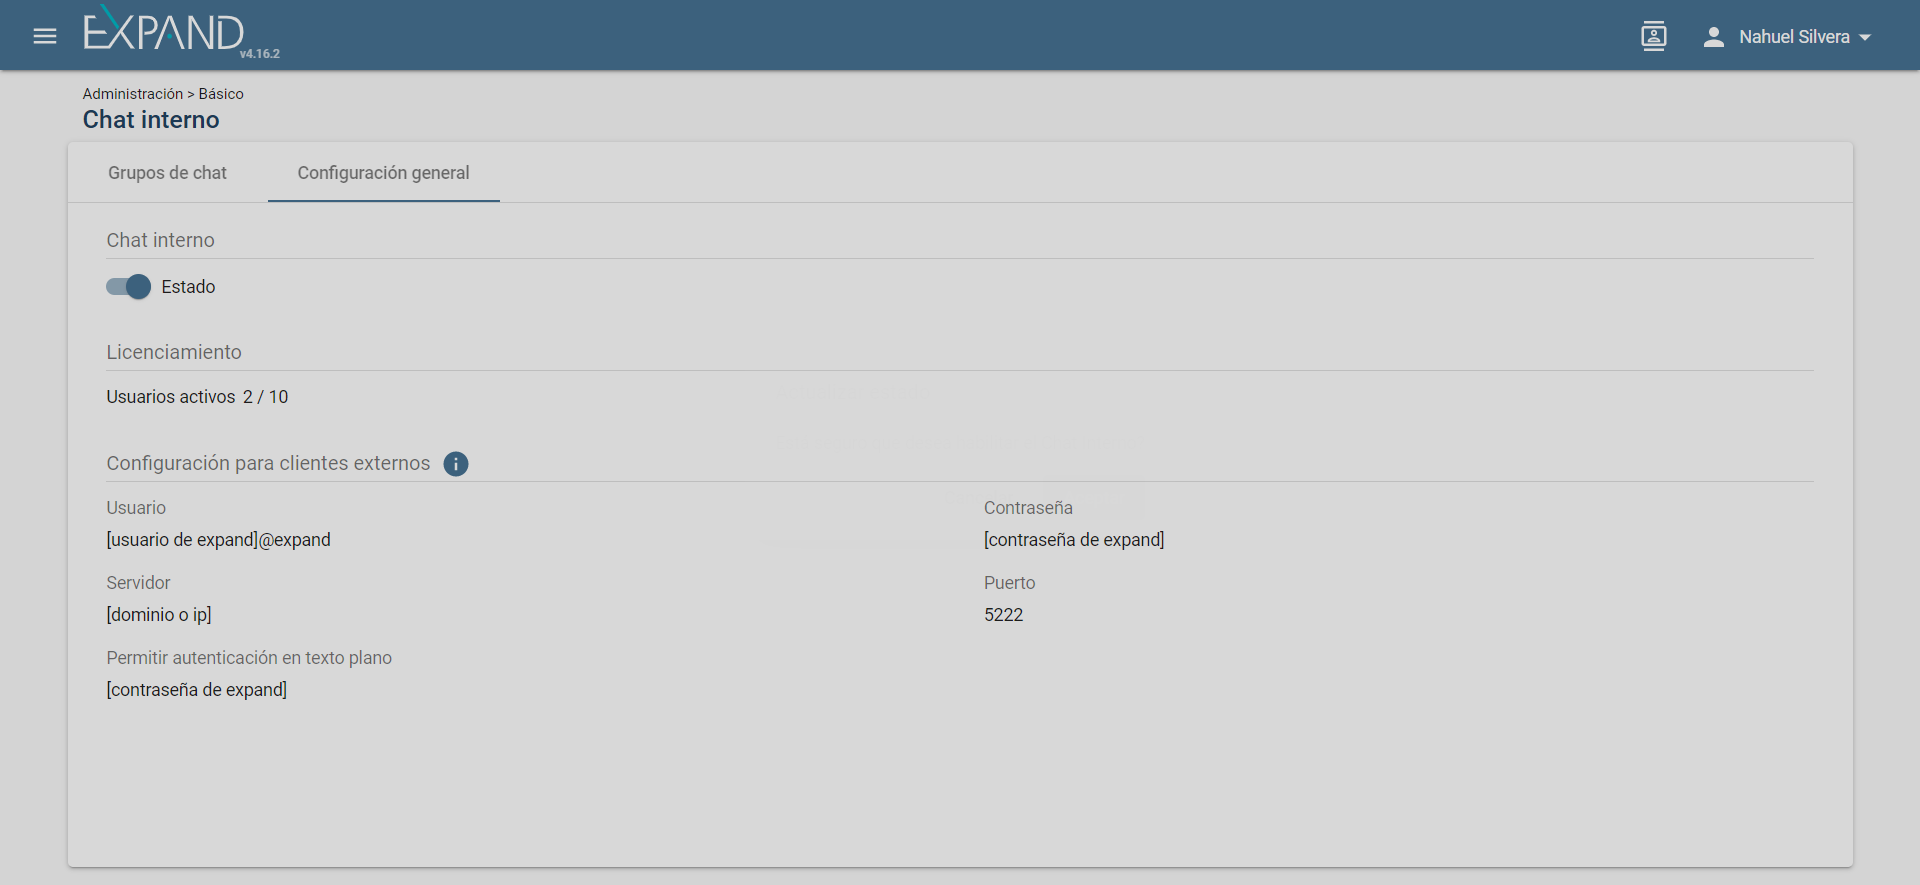 EXPAND
v4.16.2
Nahuel Silvera
Administración > Básico
Chat interno
Grupos de chat
Configuración general
Chat interno
Estado
Licenciamiento
Usuarios activos 2 / 10
Configuración para clientes externos
Usuario
Contraseña
[usuario de expand]@expand
[contraseña de expand]
Servidor
Puerto
[dominio o ip]
5222
Permitir autenticación en texto plano
[contraseña de expand]